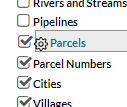 Rivers and Streams
Pipelines
Parcels
Parcel Numbers
Cities
Villages